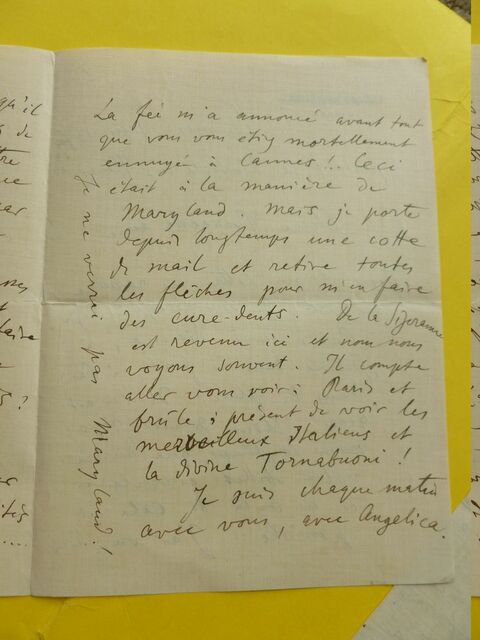 qu'il
de
La fée m'a annoncé avant tout
que vous vous étiez mortellement
ennuyé à Cannes !.. Ceci
était à la manière de
Maryland. Mais je porte
depuis longtemps une cotte
de mail et retire toutes
les flèches pour m'en faire
des cure-dents. De la Sizeranne
est revenu ici et nous nous
voyons souvent. Il compte
aller vous voir à Paris et
brûle à présent de voir les
merveilleux Italiens et
la divine Tornabuoni !
Je suis chaque matin
avec vous, avec Angelica.
Je ne verrai pas Maryland !